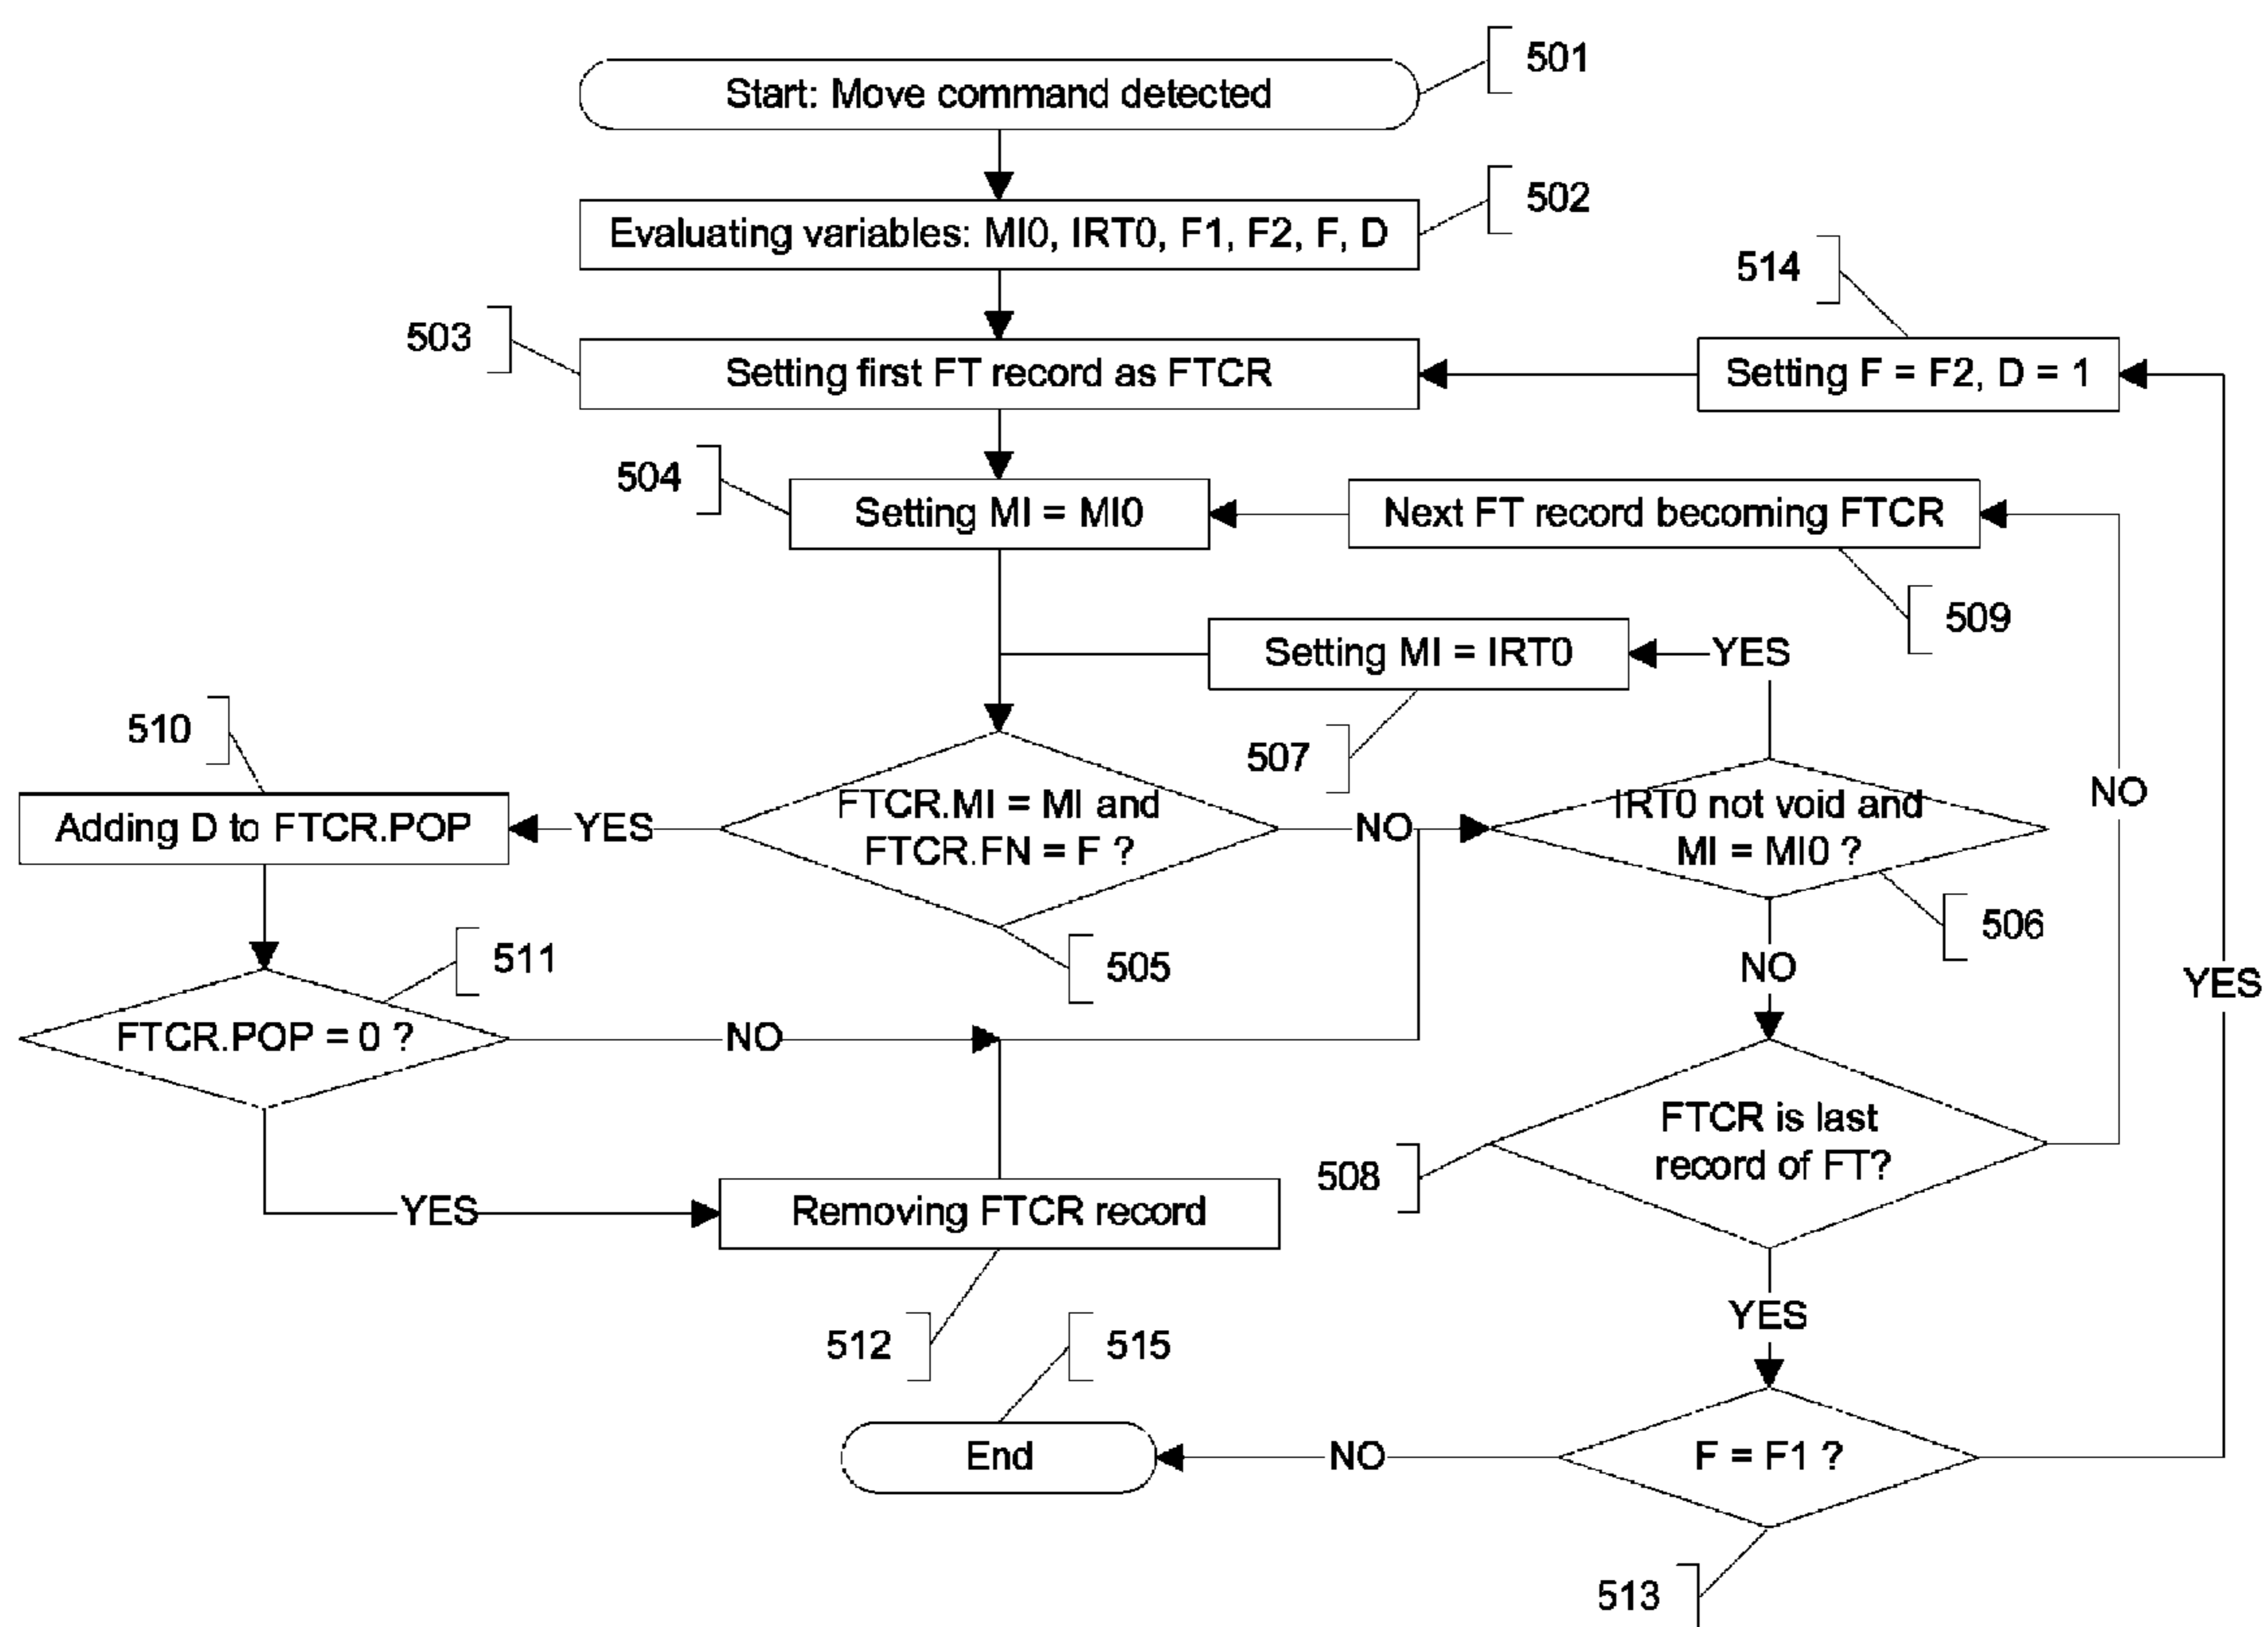 501
Start: Move command detected
502
Evaluating variables: MI0, IRT0, F1, F2, F, D
514
503
Setting first FT record as FTCR
Setting F = F2, D = 1
504
Setting MI = MI0
Next FT record becoming FTCR
509
Setting MI = IRT0
YES
510
507
NO
Adding D to FTCR.POP
YES
FTCR.MI = MI and
FTCR.FN = F ?
NO
IRT0 not void and
MI = MI0 ?
506
511
505
NO
YES
FTCR.POP = 0 ?
NO
FTCR is last
record of FT?
508
YES
Removing FTCR record
512
515
YES
End
NO
F = F1 ?
513